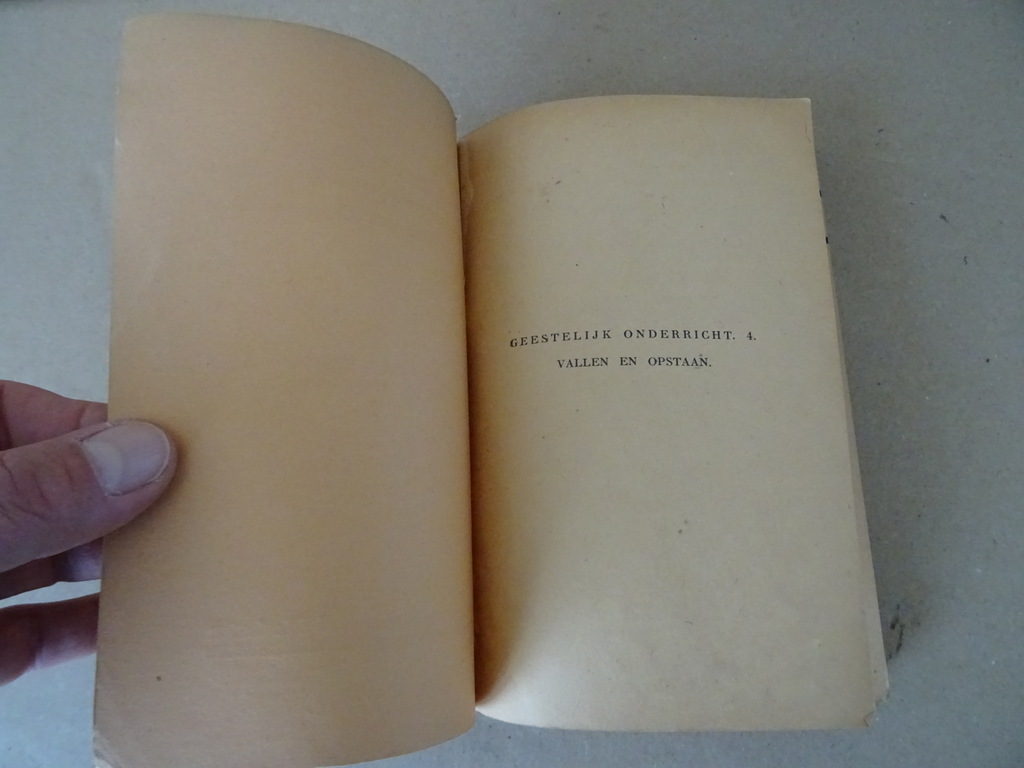 GEESTELIJK ONDERRICHT. 4.
VALLEN EN OPSTAAN.